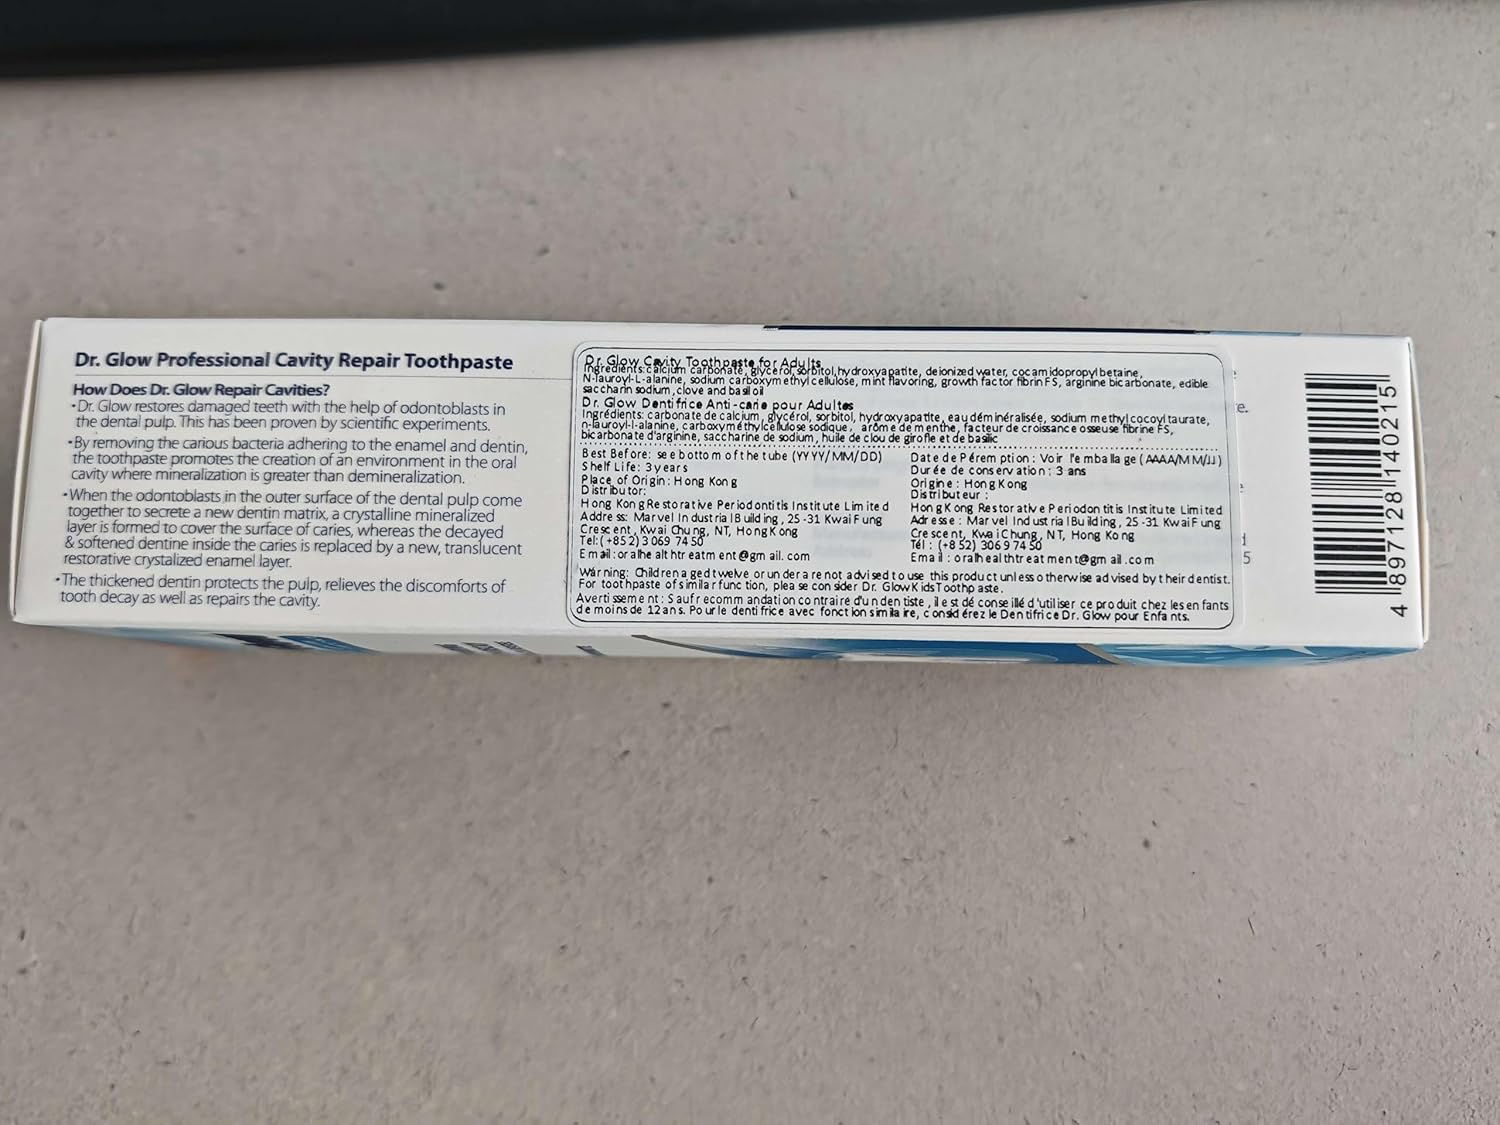 Dr. Glow Professional Cavity Repair Toothpaste
How Does Dr. Glow Repair Cavities?
•Dr. Glow restores damaged teeth with the help of odontoblasts in
the dental pulp. This has been proven by scientific experiments.
•By removing the carious bacteria adhering to the enamel and dentin,
the toothpaste promotes the creation of an environment in the oral
cavity where mineralization is greater than demineralization.
•When the odontoblasts in the outer surface of the dental pulp come
together to secrete a new dentin matrix, a crystalline mineralized
layer is formed to cover the surface of caries, whereas the decayed
& softened dentine inside the caries is replaced by a new, translucent
restorative crystalized enamel layer.
•The thickened dentin protects the pulp, relieves the discomforts of
tooth decay as well as repairs the cavity.
Dr. Glow Cavity Toothpaste for Adults
Ingredients:calcium carbonate, glycerol, sorbitol, hydroxyapatite, deionized water, cocamidopropyl betaine,
N-lauroyl-L-alanine, sodium carboxymethyl cellulose, mint flavoring, growth factor fibrin FS, arginine bicarbonate, edible
saccharin sodium, clove and basil oil
Dr. Glow Dentifrice Anti-carie pour Adultes
Ingrédients: carbonate de calcium, glycérol, sorbitol, hydroxyapatite, eau déminéralisée, sodium methyl cocoyl taurate,
n-lauroyl-l-alanine, carboxyméthylcellulose sodique, arôme de menthe, facteur de croissance osseuse fibrine FS,
bicarbonate d'arginine, saccharine de sodium, huile de clou de girofle et de basilic
Best Before: see bottom of the tube (YYYY/MM/DD)
Shelf Life: 3 years
Place of Origin: Hong Kong
Distributor:
Hong Kong Restorative Periodontitis Institute Limited
Address: Marvel Industrial Building, 25-31 Kwai Fung
Crescent, Kwai Chung, NT, Hong Kong
Tel:(+852) 3069 7450
Email:oralhealthtreatment@gmail.com
Date de Péremption : Voir l'emballage (AAAA/MM/JJ)
Durée de conservation : 3 ans
Origine : Hong Kong
Distributeur :
Hong Kong Restorative Periodontitis Institute Limited
Adresse : Marvel Industrial Building, 25-31 Kwai Fung
Crescent, Kwai Chung, NT, Hong Kong
Tél : (+852) 3069 7450
Email : oralhealthtreatment@gmail.com
Warning: Children aged twelve or under are not advised to use this product unless otherwise advised by their dentist.
For toothpaste of similar function, please consider Dr. Glow Kids Toothpaste.
Avertissement : Sauf recommandation contraire d'un dentiste, il est déconseillé d'utiliser ce produit chez les enfants
de moins de 12 ans. Pour le dentifrice avec fonction similaire, considérez le Dentifrice Dr. Glow pour Enfants.
4 897128 140215